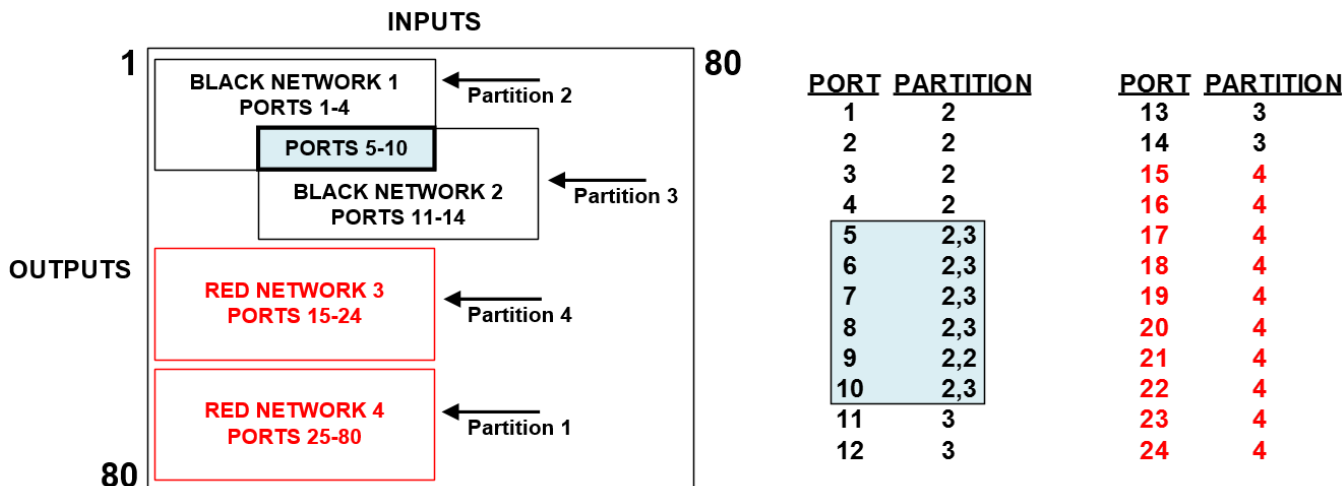 INPUTS
1
80
BLACK NETWORK 1
PORTS 1-4
Partition 2
PORTS 5-10
BLACK NETWORK 2
PORTS 11-14
Partition 3
OUTPUTS
RED NETWORK 3
PORTS 15-24
Partition 4
RED NETWORK 4
PORTS 25-80
Partition 1
80
PORT PARTITION
1 2
2 2
3 2
4 2
5 2,3
6 2,3
7 2,3
8 2,3
9 2,2
10 2,3
11 3
12 3
PORT PARTITION
13 3
14 3
15 4
16 4
17 4
18 4
19 4
20 4
21 4
22 4
23 4
24 4